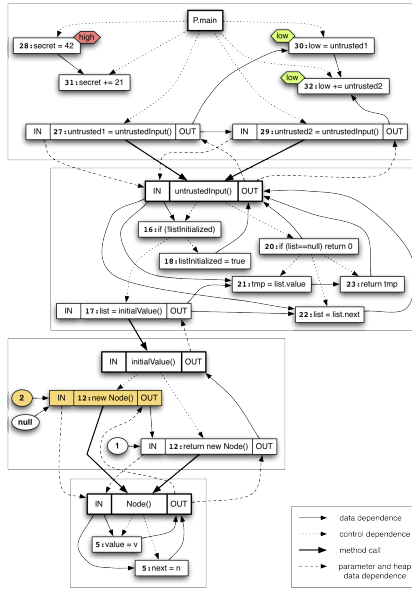 P.main
high
28:secret = 42
low
30:low = untrusted1
31:secret += 21
low
32:low += untrusted2
IN 27:untrusted1 = untrustedInput() OUT
IN 29:untrusted2 = untrustedInput() OUT
IN untrustedInput() OUT
16:if (!listInitialized)
20:if (list==null) return 0
18:listInitialized = true
21:tmp = list.value
23:return tmp
IN 17:list = initialValue() OUT
22:list = list.next
IN initialValue() OUT
2
IN 12:new Node() OUT
null
1
IN 12:return new Node() OUT
IN Node() OUT
5:value = v
5:next = n
data dependence
control dependence
method call
parameter and heap
data dependence